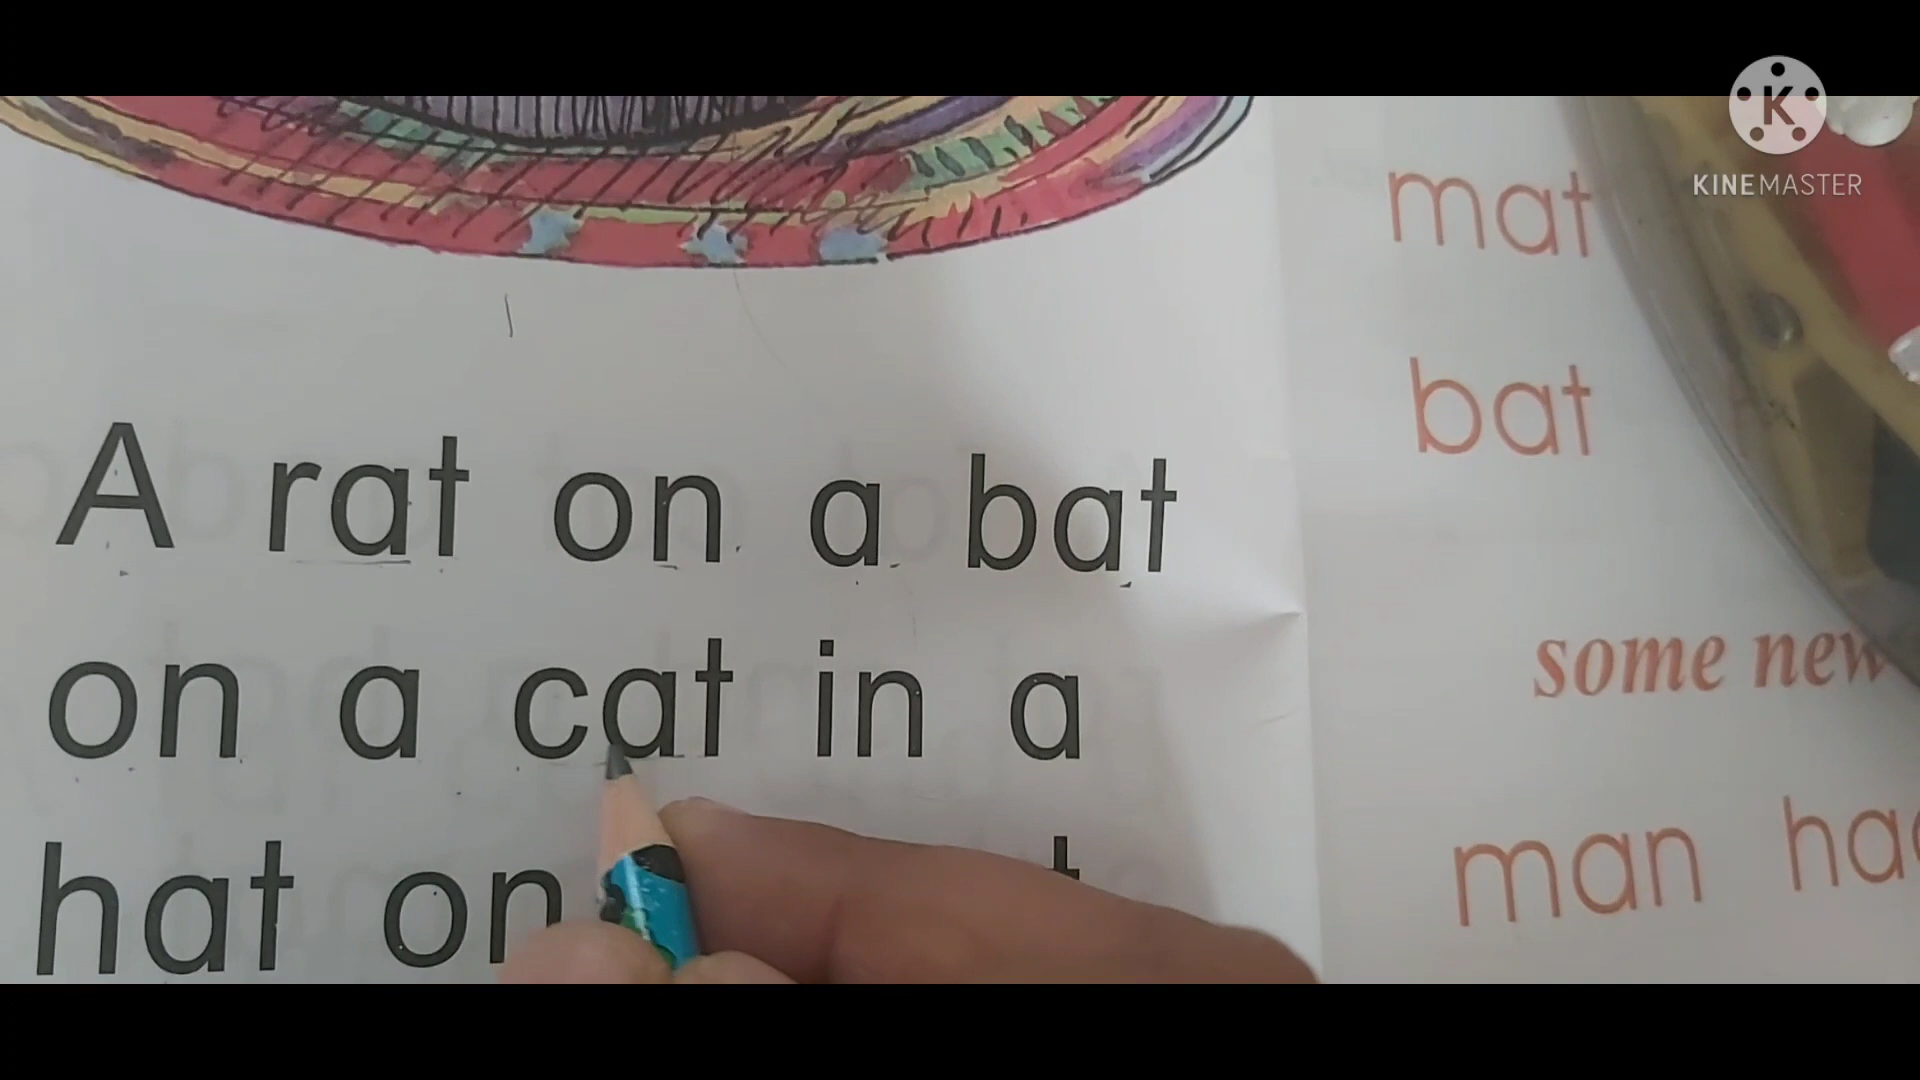 A rat on a bat
on a cat in a
hat on
mat
bat
some new
man
K
KINEMASTER